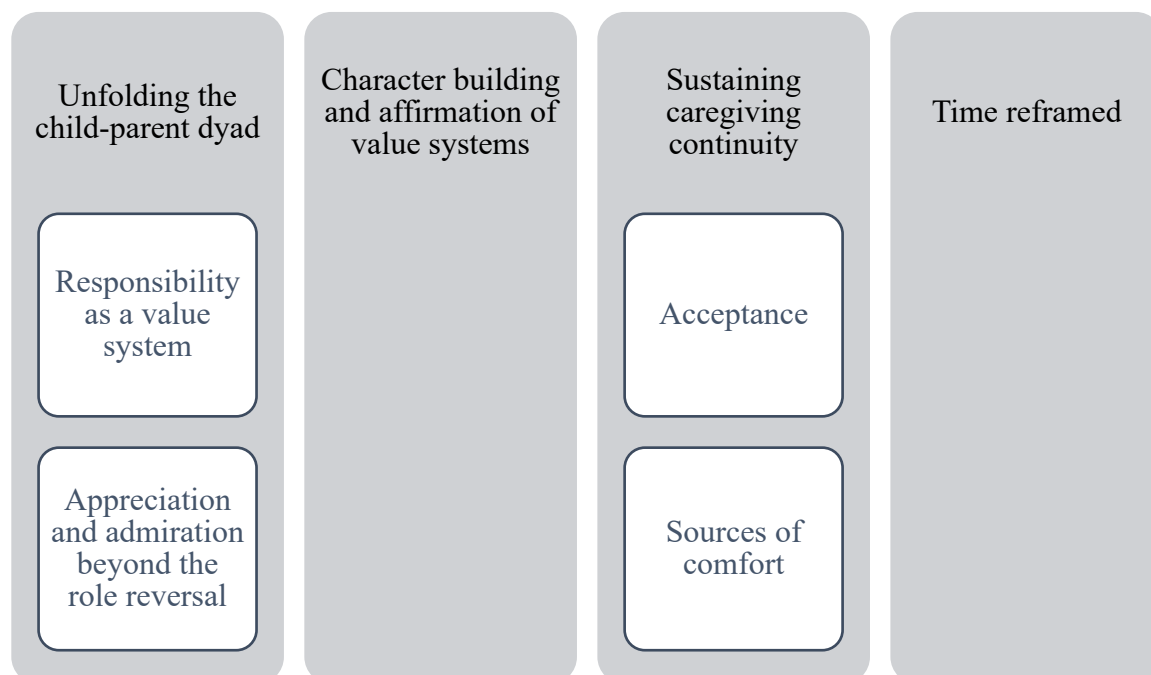 Unfolding the
child-parent dyad
Responsibility
as a value
system
Appreciation
and admiration
beyond the
role reversal
Character building
and affirmation of
value systems
Sustaining
caregiving
continuity
Acceptance
Sources of
comfort
Time reframed